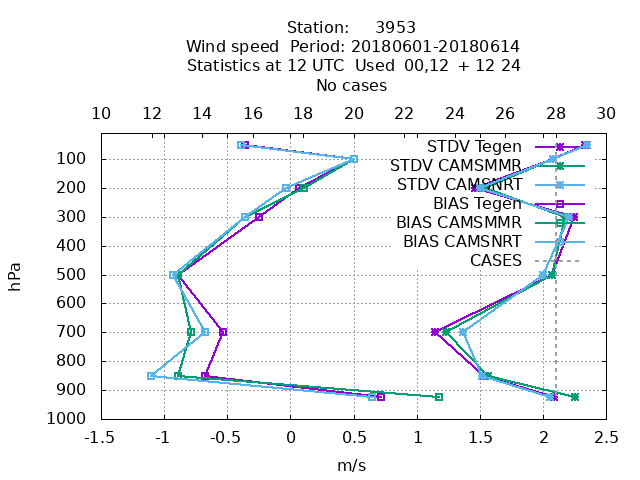 Station:     3953
Wind speed  Period: 20180601-20180614
Statistics at 12 UTC  Used  00,12  + 12 24
No cases
10 12 14 16 18 20 22 24 26 28 30
STDV Tegen
STDV CAMSMMR
STDV CAMSNRT
BIAS Tegen
BIAS CAMSMMR
BIAS CAMSNRT
CASES
hPa
100
200
300
400
500
600
700
800
900
1000
-1.5 -1 -0.5 0 0.5 1 1.5 2 2.5
m/s